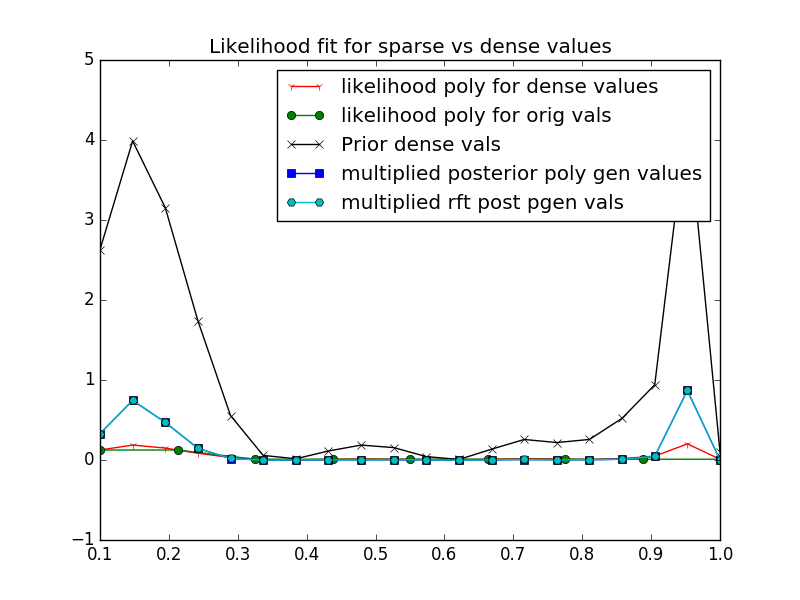 Likelihood fit for sparse vs dense values
5
4
3
2
1
0
−1
likelihood poly for dense values
likelihood poly for orig vals
Prior dense vals
multiplied posterior poly gen values
multiplied rft post pgen vals
0.1 0.2 0.3 0.4 0.5 0.6 0.7 0.8 0.9 1.0